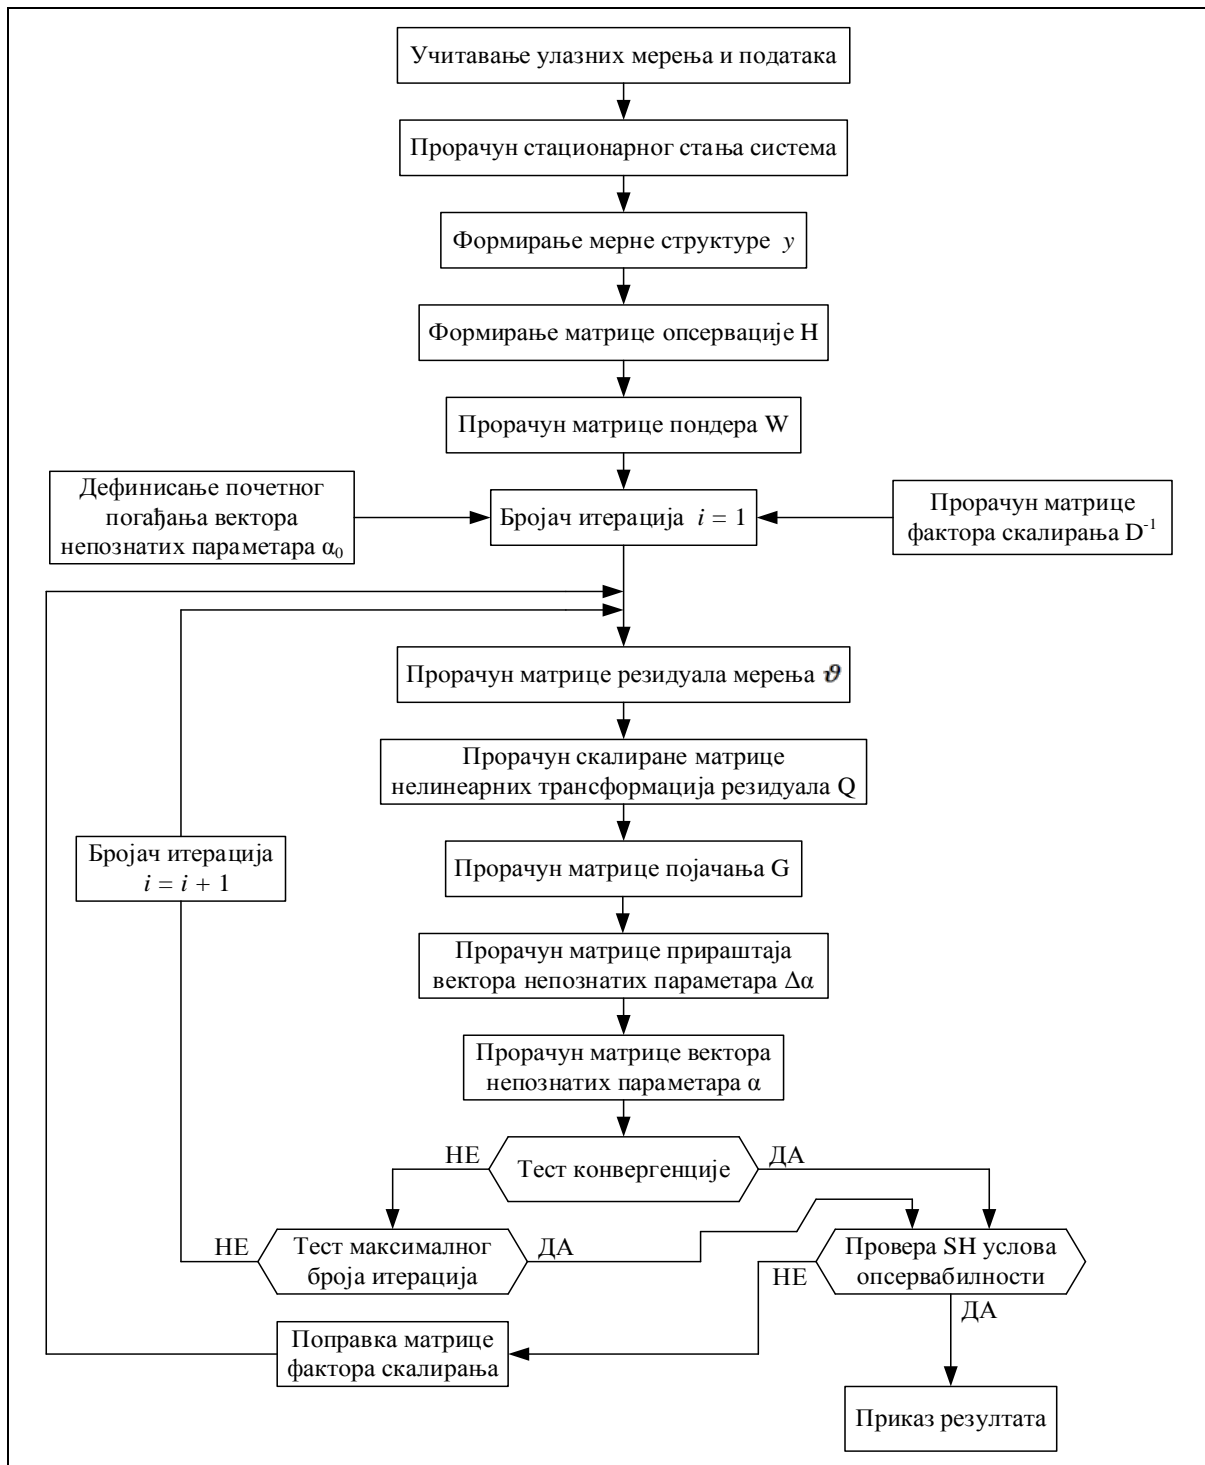 Учитавање улазних мерења и података
Прорачун стационарног стања система
Формирање мерне структуре y
Формирање матрице опсервације H
Прорачун матрице пондера W
Дефинисање почетног
погађања вектора
непознатих параметара α₀
Бројач итерација i = 1
Прорачун матрице
фактора скалирања D⁻¹
Прорачун матрице резидуала мерења ϑ
Прорачун скалиране матрице
нелинеарних трансформација резидуала Q
Бројач итерација
i = i + 1
Прорачун матрице појачања G
Прорачун матрице прираштаја
вектора непознатих параметара Δα
Прорачун матрице вектора
непознатих параметара α
НЕ
Тест конвергенције
ДА
НЕ
Тест максималног
броја итерација
ДА
Провера SH услова
опсервабилности
НЕ
ДА
Поправка матрице
фактора скалирања
Приказ резултата